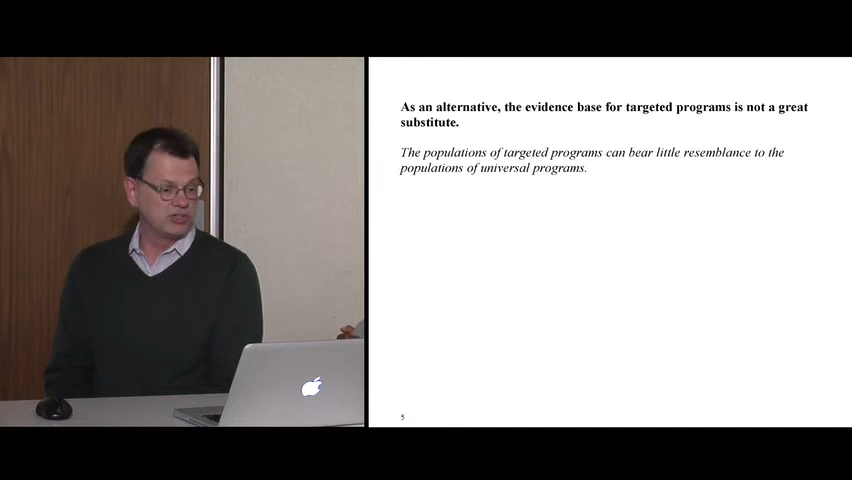 As an alternative, the evidence base for targeted programs is not a great
substitute.
The populations of targeted programs can bear little resemblance to the
populations of universal programs.
5